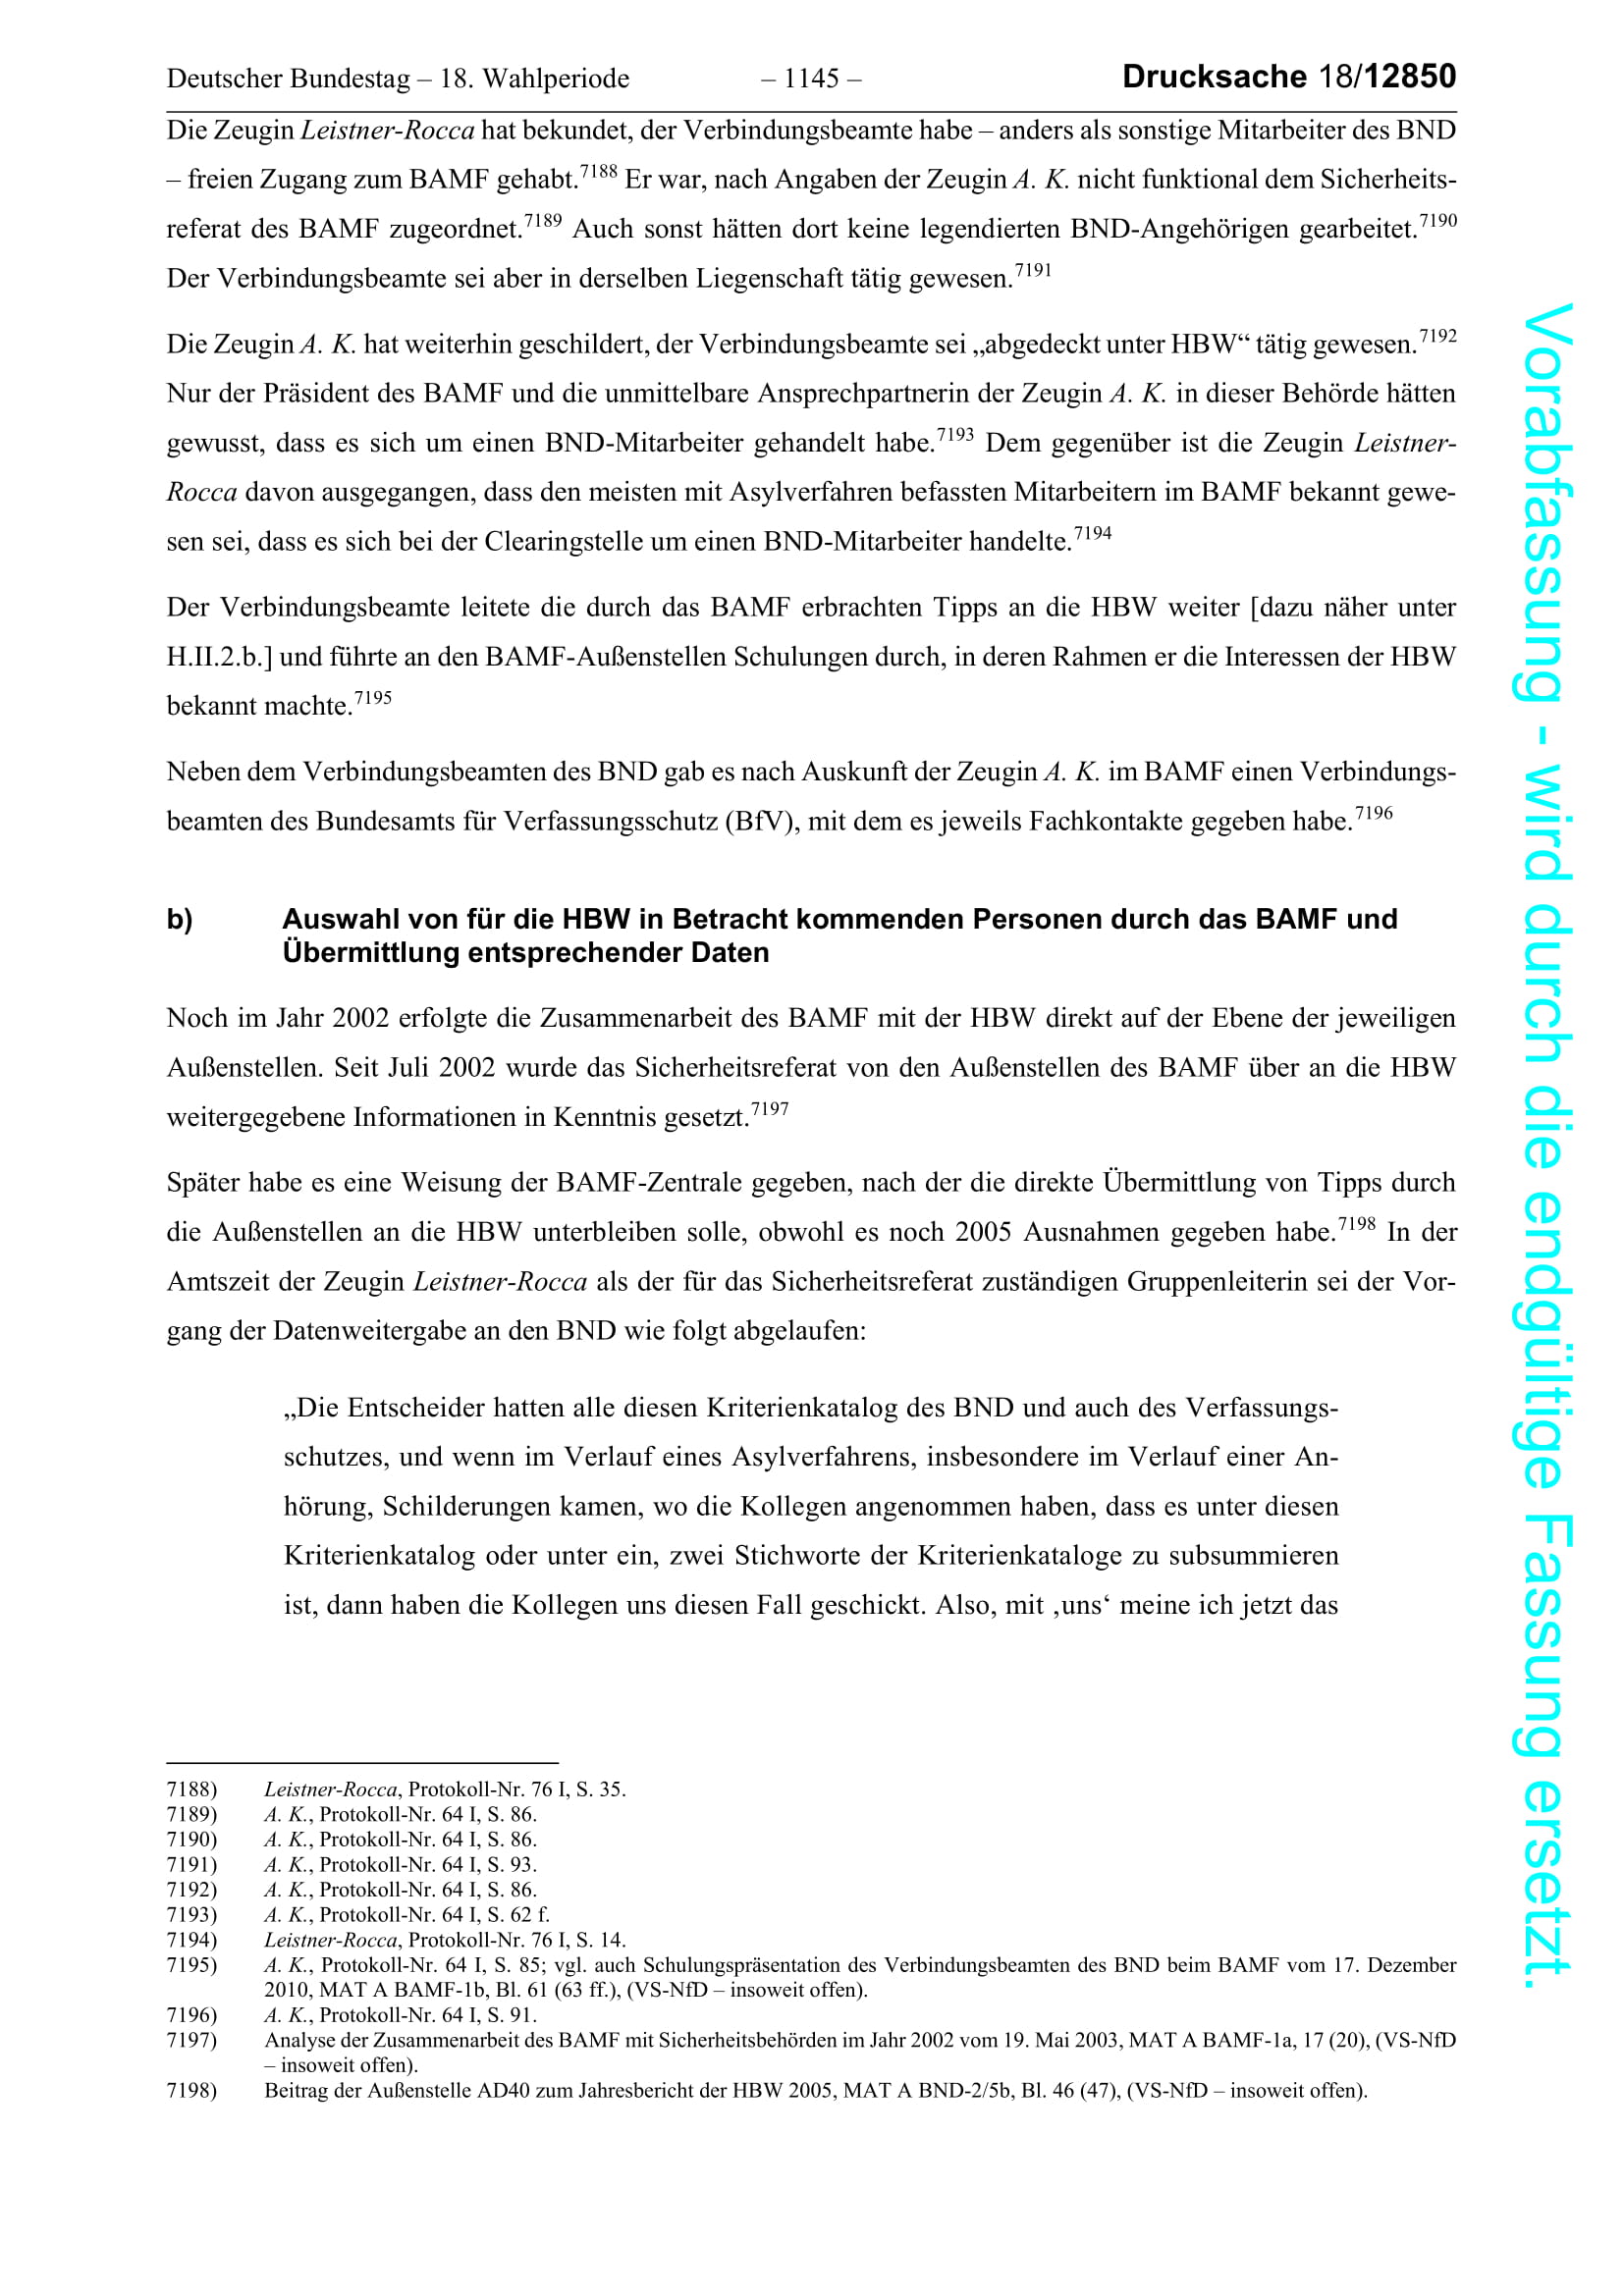 Deutscher Bundestag – 18. Wahlperiode – 1145 – Drucksache 18/12850
Die Zeugin Leistner-Rocca hat bekundet, der Verbindungsbeamte habe – anders als sonstige Mitarbeiter des BND
– freien Zugang zum BAMF gehabt.7188 Er war, nach Angaben der Zeugin A. K. nicht funktional dem Sicherheits-
referat des BAMF zugeordnet.7189 Auch sonst hätten dort keine legendierten BND-Angehörigen gearbeitet.7190
Der Verbindungsbeamte sei aber in derselben Liegenschaft tätig gewesen.7191
Die Zeugin A. K. hat weiterhin geschildert, der Verbindungsbeamte sei „abgedeckt unter HBW“ tätig gewesen.7192
Nur der Präsident des BAMF und die unmittelbare Ansprechpartnerin der Zeugin A. K. in dieser Behörde hätten
gewusst, dass es sich um einen BND-Mitarbeiter gehandelt habe.7193 Dem gegenüber ist die Zeugin Leistner-
Rocca davon ausgegangen, dass den meisten mit Asylverfahren befassten Mitarbeitern im BAMF bekannt gewe-
sen sei, dass es sich bei der Clearingstelle um einen BND-Mitarbeiter handelte.7194
Der Verbindungsbeamte leitete die durch das BAMF erbrachten Tipps an die HBW weiter [dazu näher unter
H.II.2.b.] und führte an den BAMF-Außenstellen Schulungen durch, in deren Rahmen er die Interessen der HBW
bekannt machte.7195
Neben dem Verbindungsbeamten des BND gab es nach Auskunft der Zeugin A. K. im BAMF einen Verbindungs-
beamten des Bundesamts für Verfassungsschutz (BfV), mit dem es jeweils Fachkontakte gegeben habe.7196
b) Auswahl von für die HBW in Betracht kommenden Personen durch das BAMF und
Übermittlung entsprechender Daten
Noch im Jahr 2002 erfolgte die Zusammenarbeit des BAMF mit der HBW direkt auf der Ebene der jeweiligen
Außenstellen. Seit Juli 2002 wurde das Sicherheitsreferat von den Außenstellen des BAMF über an die HBW
weitergegebene Informationen in Kenntnis gesetzt.7197
Später habe es eine Weisung der BAMF-Zentrale gegeben, nach der die direkte Übermittlung von Tipps durch
die Außenstellen an die HBW unterbleiben solle, obwohl es noch 2005 Ausnahmen gegeben habe.7198 In der
Amtszeit der Zeugin Leistner-Rocca als der für das Sicherheitsreferat zuständigen Gruppenleiterin sei der Vor-
gang der Datenweitergabe an den BND wie folgt abgelaufen:
„Die Entscheider hatten alle diesen Kriterienkatalog des BND und auch des Verfassungs-
schutzes, und wenn im Verlauf eines Asylverfahrens, insbesondere im Verlauf einer An-
hörung, Schilderungen kamen, wo die Kollegen angenommen haben, dass es unter diesen
Kriterienkatalog oder unter ein, zwei Stichworte der Kriterienkataloge zu subsummieren
ist, dann haben die Kollegen uns diesen Fall geschickt. Also, mit ‚uns‘ meine ich jetzt das
7188) Leistner-Rocca, Protokoll-Nr. 76 I, S. 35.
7189) A. K., Protokoll-Nr. 64 I, S. 86.
7190) A. K., Protokoll-Nr. 64 I, S. 86.
7191) A. K., Protokoll-Nr. 64 I, S. 93.
7192) A. K., Protokoll-Nr. 64 I, S. 86.
7193) A. K., Protokoll-Nr. 64 I, S. 62 f.
7194) Leistner-Rocca, Protokoll-Nr. 76 I, S. 14.
7195) A. K., Protokoll-Nr. 64 I, S. 85; vgl. auch Schulungspräsentation des Verbindungsbeamten des BND beim BAMF vom 17. Dezember
2010, MAT A BAMF-1b, Bl. 61 (63 ff.), (VS-NfD – insoweit offen).
7196) A. K., Protokoll-Nr. 64 I, S. 91.
7197) Analyse der Zusammenarbeit des BAMF mit Sicherheitsbehörden im Jahr 2002 vom 19. Mai 2003, MAT A BAMF-1a, 17 (20), (VS-NfD
– insoweit offen).
7198) Beitrag der Außenstelle AD40 zum Jahresbericht der HBW 2005, MAT A BND-2/5b, Bl. 46 (47), (VS-NfD – insoweit offen).
Vorabfassung - wird durch die endgültige Fassung ersetzt.